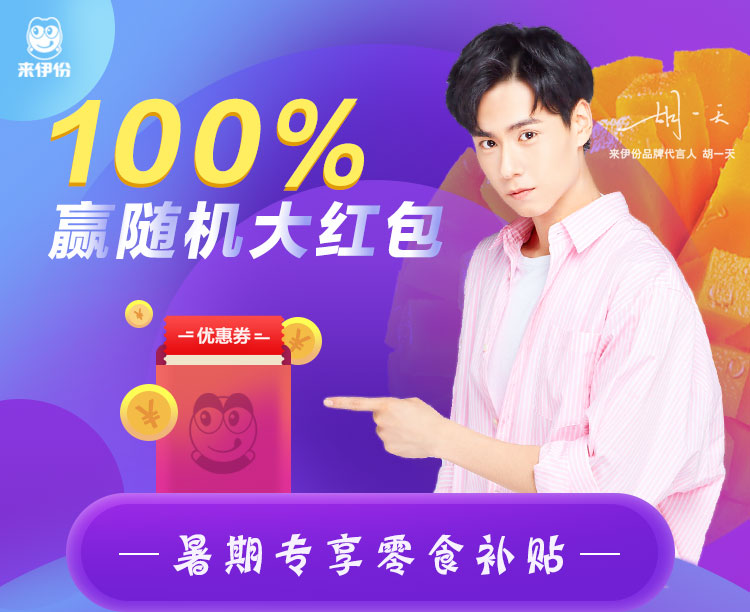 来伊份
100%
赢随机大红包
胡一天
来伊份品牌代言人 胡一天
优惠券
¥
¥
¥
暑期专享零食补贴